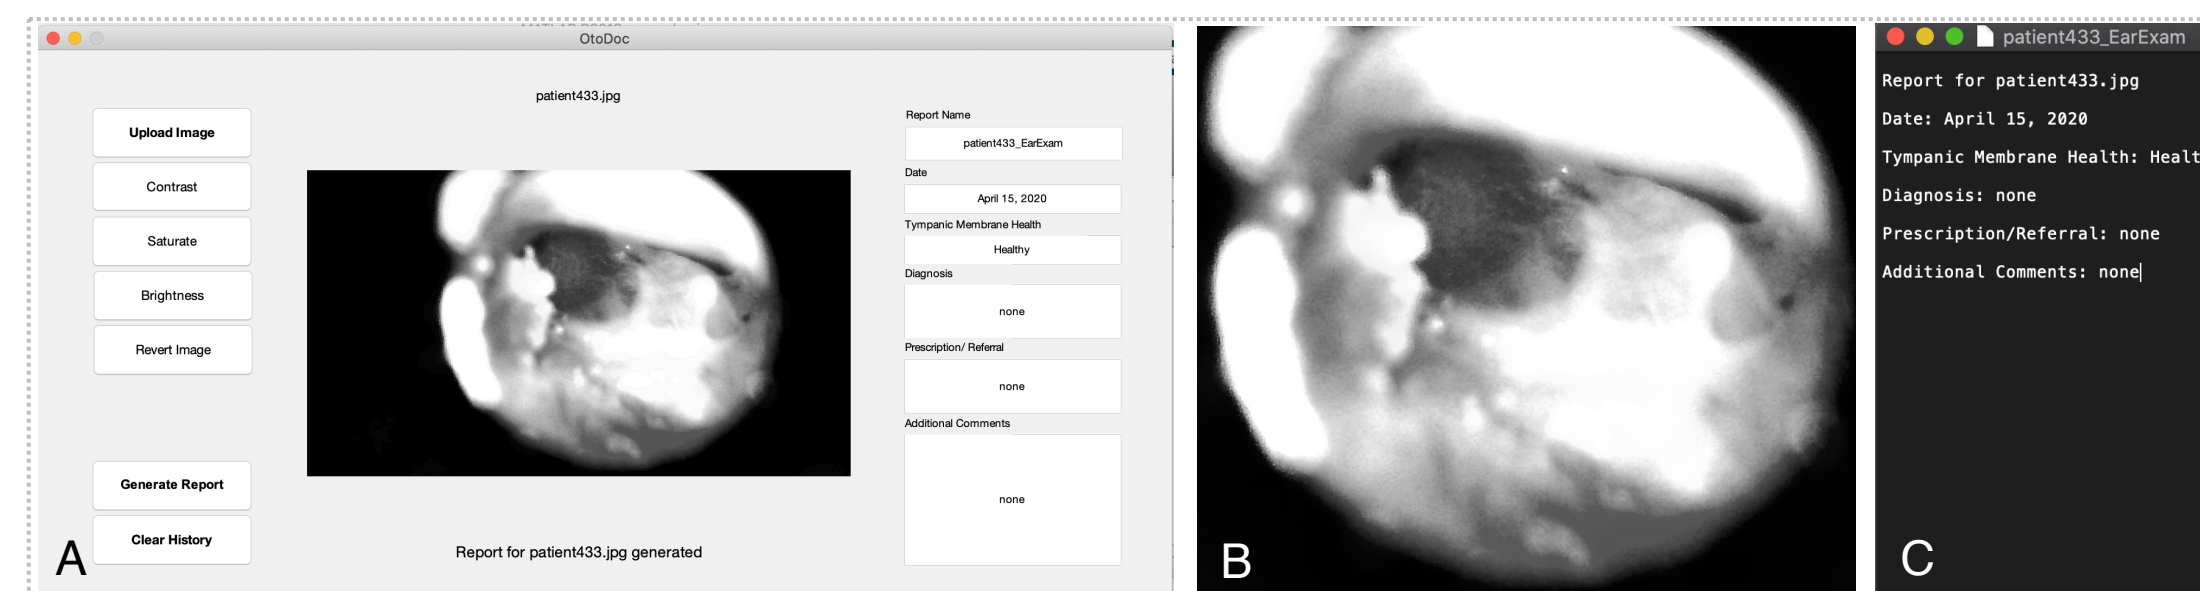 OtoDoc
patient433.jpg
Upload Image
Contrast
Saturate
Brightness
Revert Image
Generate Report
Clear History
Report for patient433.jpg generated
Report Name
patient433_EarExam
Date
April 15, 2020
Tympanic Membrane Health
Healthy
Diagnosis
none
Prescription/ Referral
none
Additional Comments
none
A
B
patient433_EarExam
Report for patient433.jpg
Date: April 15, 2020
Tympanic Membrane Health: Healt
Diagnosis: none
Prescription/Referral: none
Additional Comments: none
C